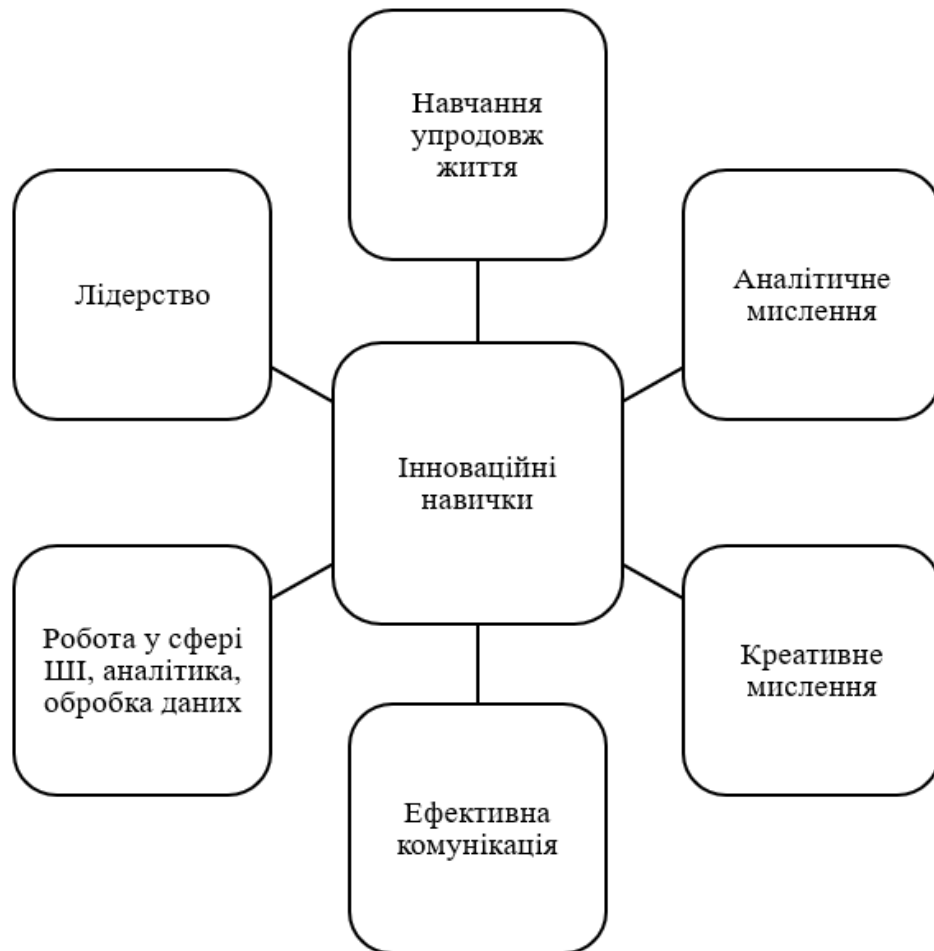 Навчання
упродовж
життя
Лідерство
Аналітичне
мислення
Інноваційні
навички
Робота у сфері
ШІ, аналітика,
обробка даних
Креативне
мислення
Ефективна
комунікація